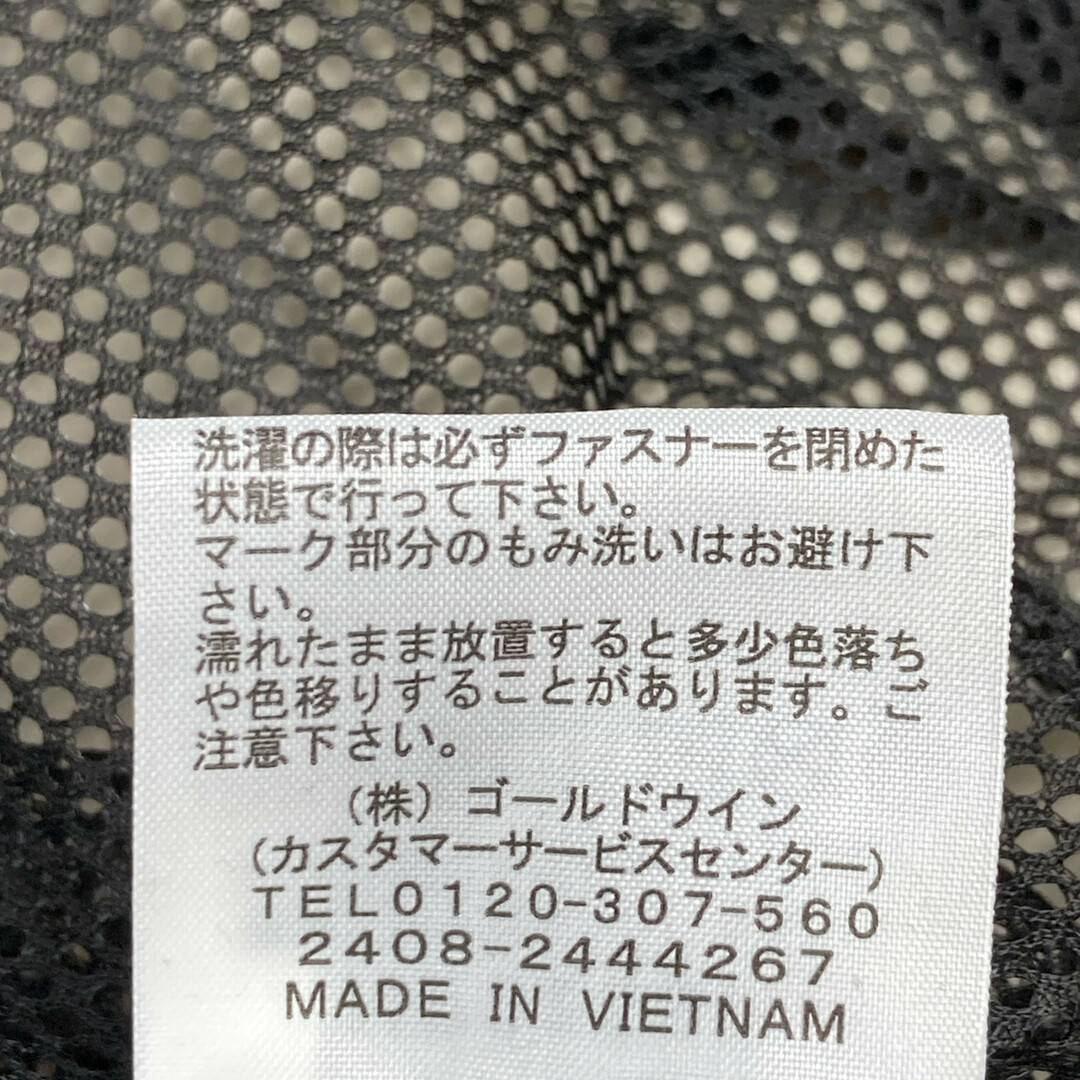 洗濯の際は必ずファスナーを閉めた
状態で行って下さい。
マーク部分のもみ洗いはお避け下
さい。
濡れたまま放置すると多少色落ち
や色移りすることがあります。ご
注意下さい。
(株) ゴールドウイン
(カスタマーサービスセンター)
TEL0120-307-560
2408-2444267
MADE IN VIETNAM